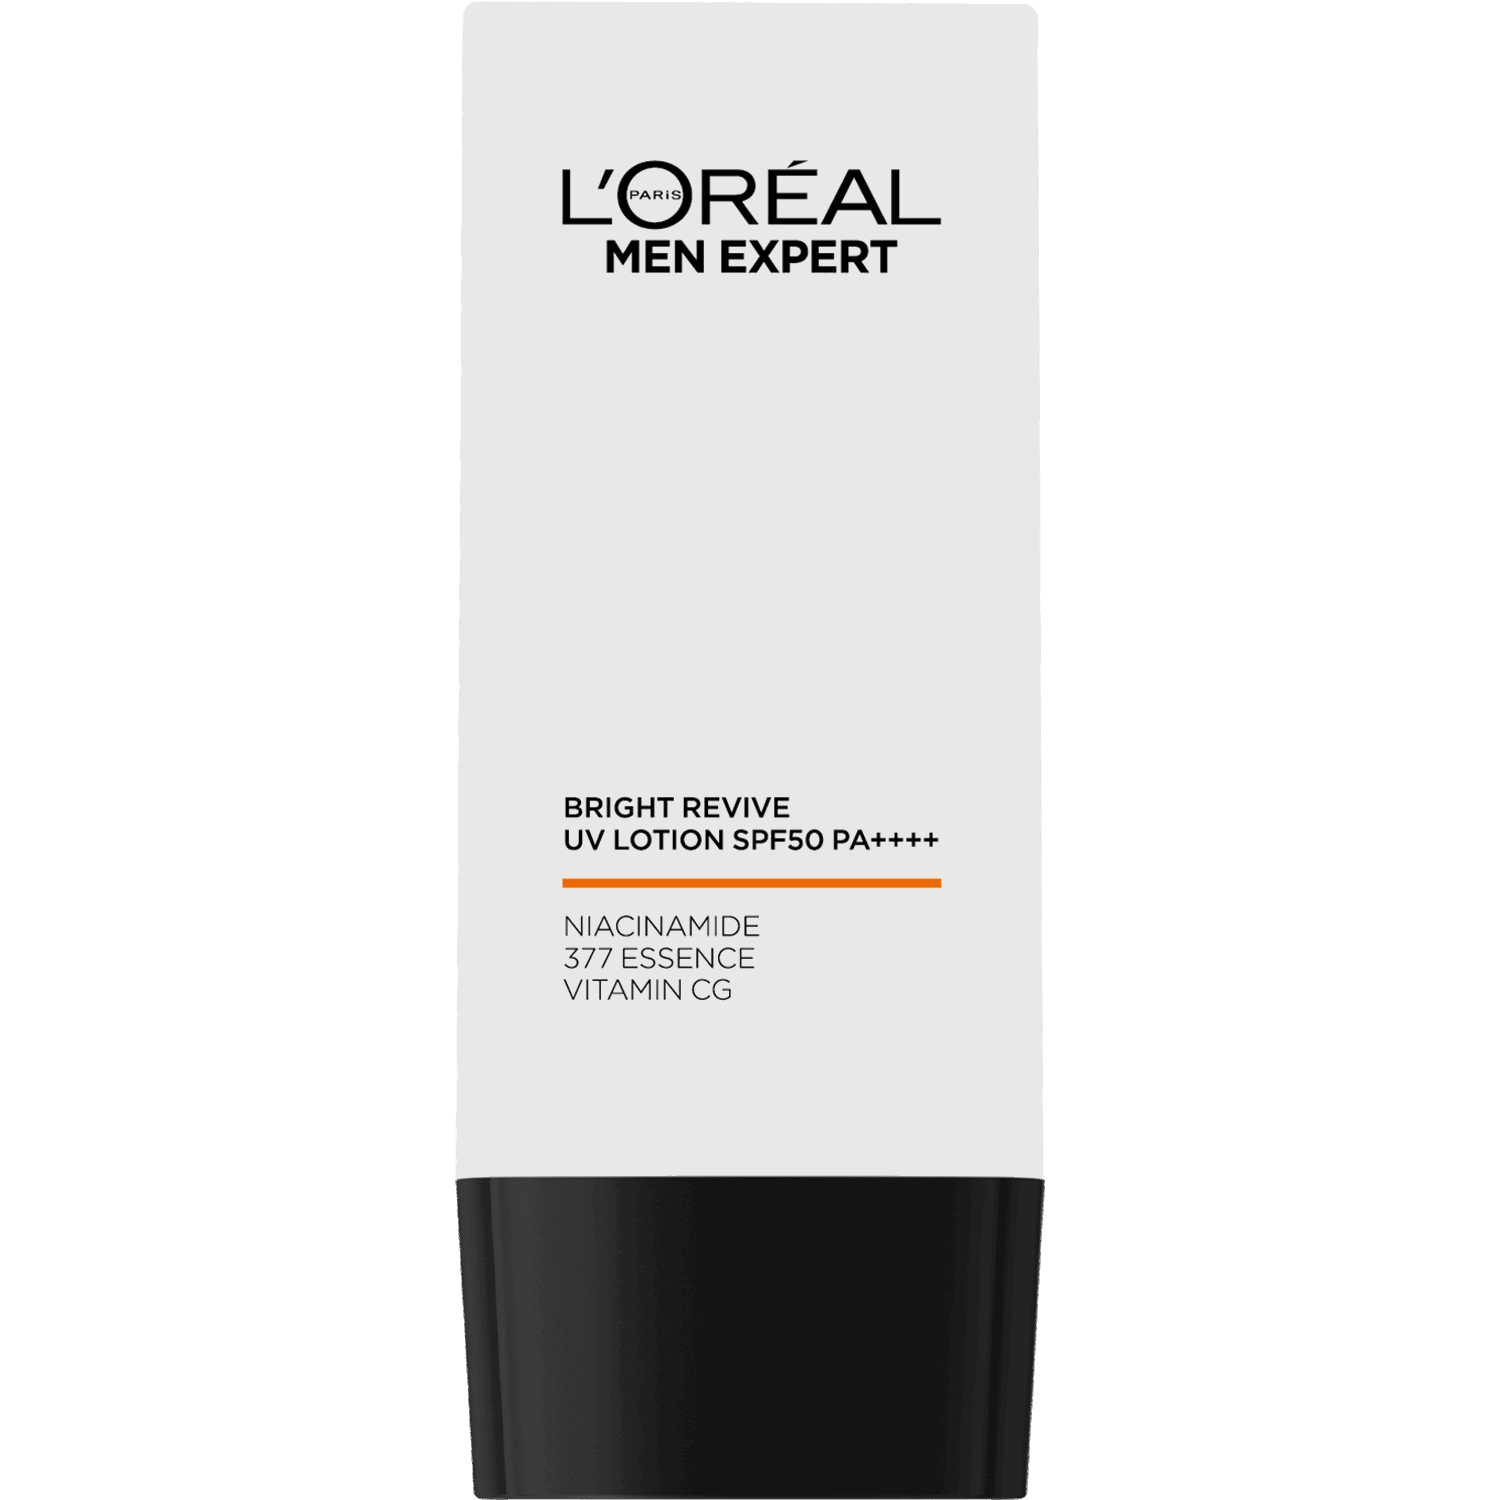 L'ORÉAL
PARiS
MEN EXPERT
BRIGHT REVIVE
UV LOTION SPF50 PA++++
NIACINAMIDE
377 ESSENCE
VITAMIN CG